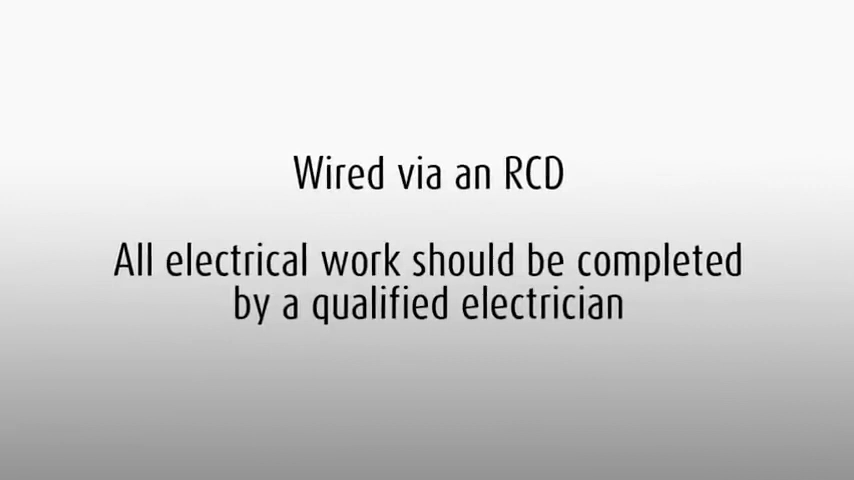 Wired via an RCD
All electrical work should be completed
by a qualified electrician